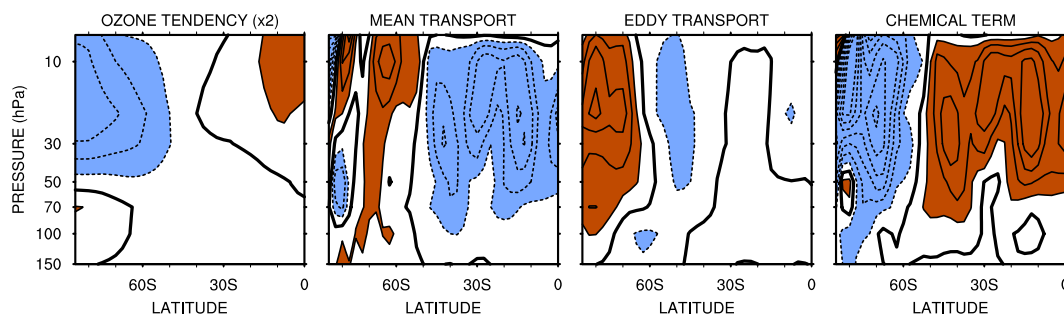 OZONE TENDENCY (x2) MEAN TRANSPORT EDDY TRANSPORT CHEMICAL TERM
PRESSURE (hPa)
10
30
50
70
100
150
60S 30S 0 60S 30S 0 60S 30S 0 60S 30S 0
LATITUDE LATITUDE LATITUDE LATITUDE